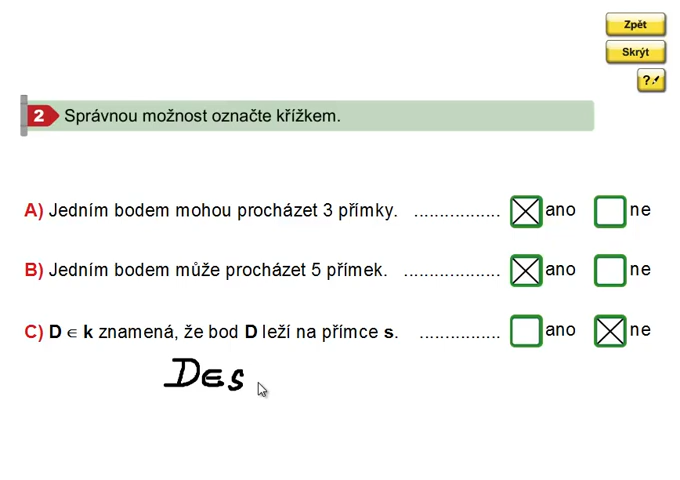 Zpět
Skrýt
?
2 Správnou možnost označte křížkem.
A) Jedním bodem mohou procházet 3 přímky. ................. ano ne
B) Jedním bodem může procházet 5 přímek. ................... ano ne
C) D ∈ k znamená, že bod D leží na přímce s. ................ ano ne
D∈s